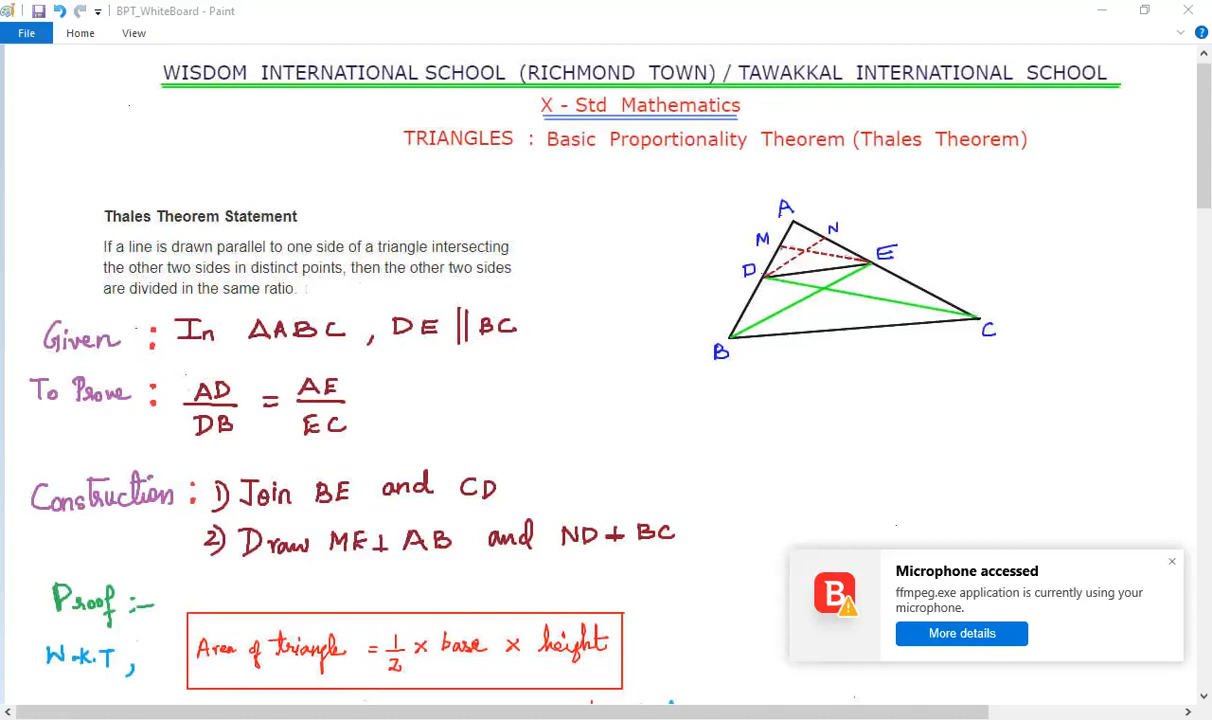 BPT_WhiteBoard - Paint
File Home View
WISDOM INTERNATIONAL SCHOOL (RICHMOND TOWN) / TAWAKKAL INTERNATIONAL SCHOOL
X - Std Mathematics
TRIANGLES : Basic Proportionality Theorem (Thales Theorem)
Thales Theorem Statement
If a line is drawn parallel to one side of a triangle intersecting
the other two sides in distinct points, then the other two sides
are divided in the same ratio.
A
M N
D E
B C
Given : In ΔABC , DE || BC
To Prove : AD/DB = AE/EC
Construction : 1) Join BE and CD
2) Draw ME⊥ AB and ND⊥ BC
Proof :-
W.K.T,
Area of triangle = 1/2 × base × height
Microphone accessed
ffmpeg.exe application is currently using your
microphone.
More details